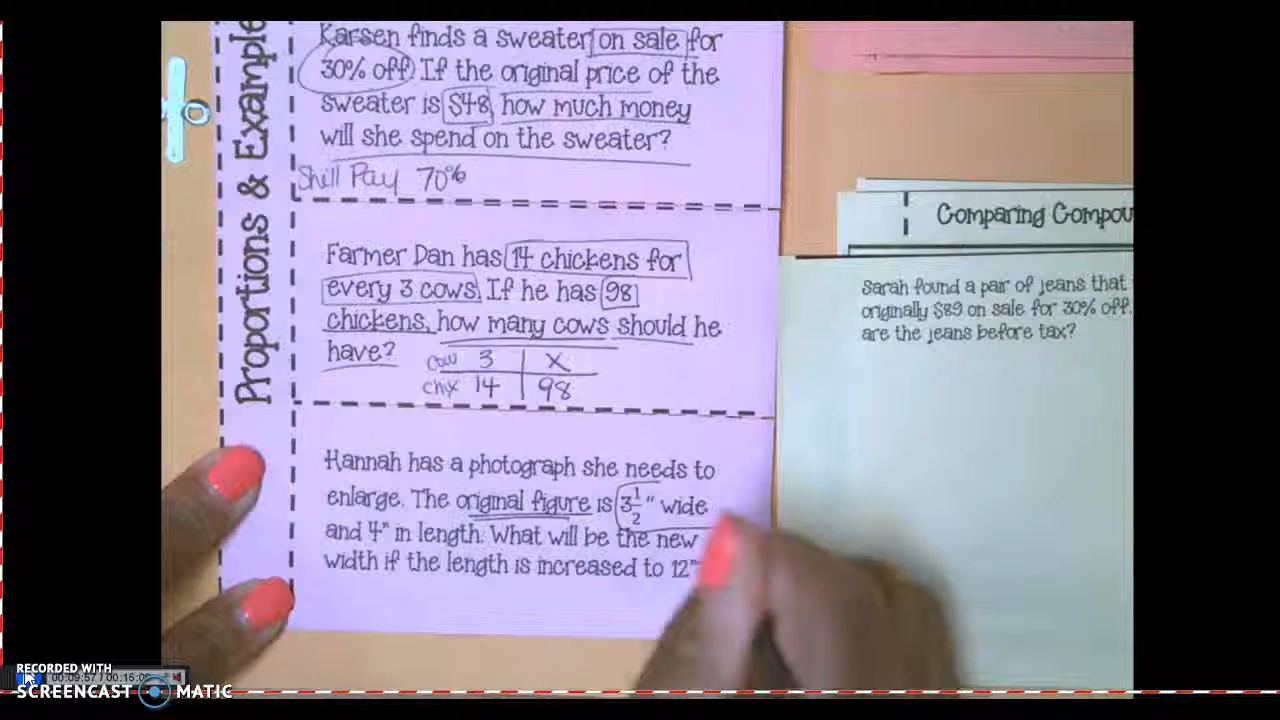 Proportions & Example
Karsen finds a sweater on sale for
30% off. If the original price of the
sweater is $48, how much money
will she spend on the sweater?
She'll Pay 70%
Farmer Dan has 14 chickens for
every 3 cows. If he has 98
chickens, how many cows should he
have?
cow 3 x
chix 14 98
Hannah has a photograph she needs to
enlarge. The original figure is 3 1/2" wide
and 4" in length. What will be the new
width if the length is increased to 12"
Comparing Compou
Sarah found a pair of jeans that
originally $89 on sale for 30% off.
are the jeans before tax?
RECORDED WITH
SCREENCAST MATIC